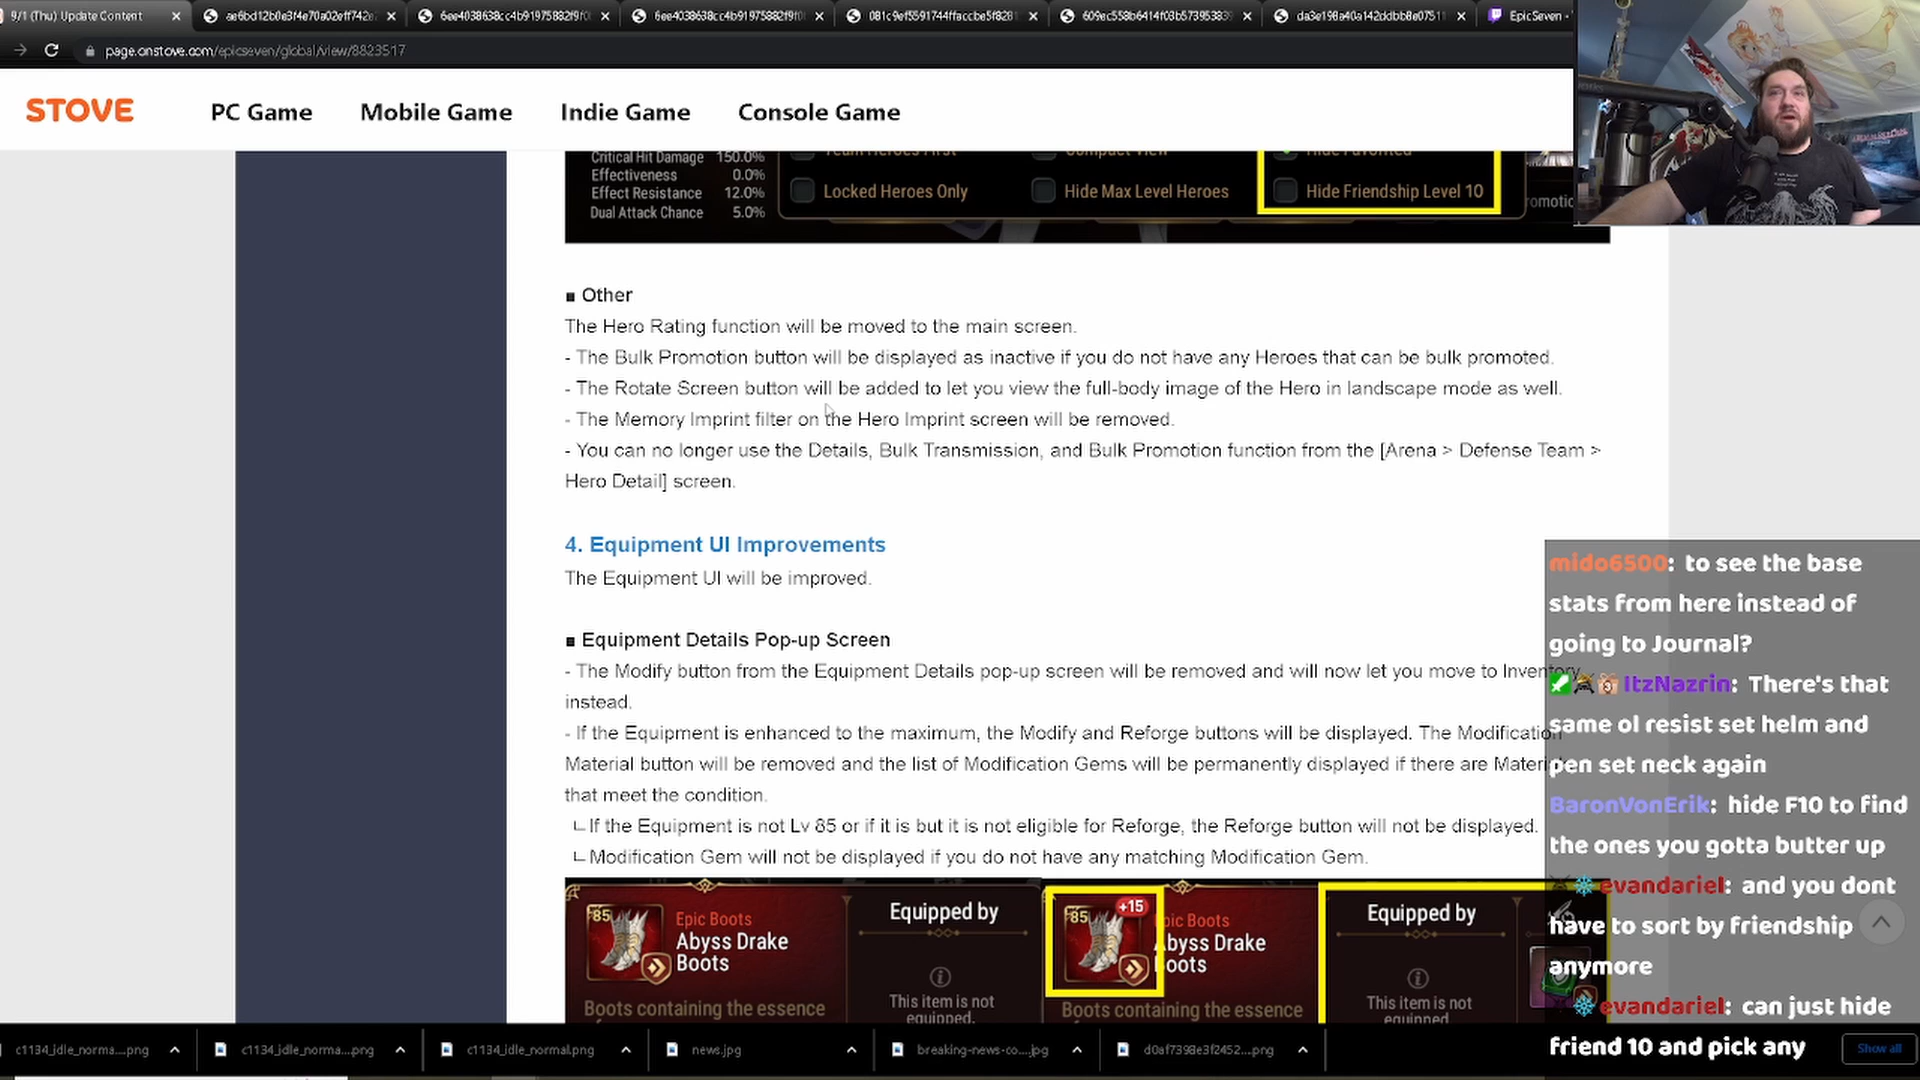 9/1 (Thu) Update Content
ae6bd12b0e3f4e70a02eff742e
6ee4038638cc4b91975882f9f0
6ee4038638cc4b91975882f9f0
081c9ef5591744ffaccbe5f828
609ec558b6414f03b573953839
da3e198a40a142ddbb8e07511
EpicSeven -
page.onstove.com/epicseven/global/view/8823517
STOVE
PC Game
Mobile Game
Indie Game
Console Game
Critical Hit Damage 150.0%
Effectiveness 0.0%
Effect Resistance 12.0%
Dual Attack Chance 5.0%
Team Heroes First
Compact View
Hide Favorited
Locked Heroes Only
Hide Max Level Heroes
Hide Friendship Level 10
romotic
■ Other
The Hero Rating function will be moved to the main screen.
- The Bulk Promotion button will be displayed as inactive if you do not have any Heroes that can be bulk promoted.
- The Rotate Screen button will be added to let you view the full-body image of the Hero in landscape mode as well.
- The Memory Imprint filter on the Hero Imprint screen will be removed.
- You can no longer use the Details, Bulk Transmission, and Bulk Promotion function from the [Arena > Defense Team >
Hero Detail] screen.
4. Equipment UI Improvements
The Equipment UI will be improved.
■ Equipment Details Pop-up Screen
- The Modify button from the Equipment Details pop-up screen will be removed and will now let you move to Inventory
instead.
- If the Equipment is enhanced to the maximum, the Modify and Reforge buttons will be displayed. The Modification
Material button will be removed and the list of Modification Gems will be permanently displayed if there are Materi
that meet the condition.
ㄴIf the Equipment is not Lv 85 or if it is but it is not eligible for Reforge, the Reforge button will not be displayed.
ㄴModification Gem will not be displayed if you do not have any matching Modification Gem.
85
Epic Boots
Abyss Drake
Boots
Boots containing the essence
Equipped by
This item is not
equipped.
85
+15
Epic Boots
Abyss Drake
Boots
Boots containing the essence
Equipped by
This item is not
equipped
mido6500: to see the base
stats from here instead of
going to Journal?
ItzNazrin: There's that
same ol resist set helm and
pen set neck again
BaronVonErik: hide F10 to find
the ones you gotta butter up
evandariel: and you dont
have to sort by friendship
anymore
evandariel: can just hide
friend 10 and pick any
c1134_idle_norma....png
c1134_idle_norma...png
c1134_idle_normal.png
news.jpg
breaking-news-co....jpg
d0af7398e3f2452....png
Show all